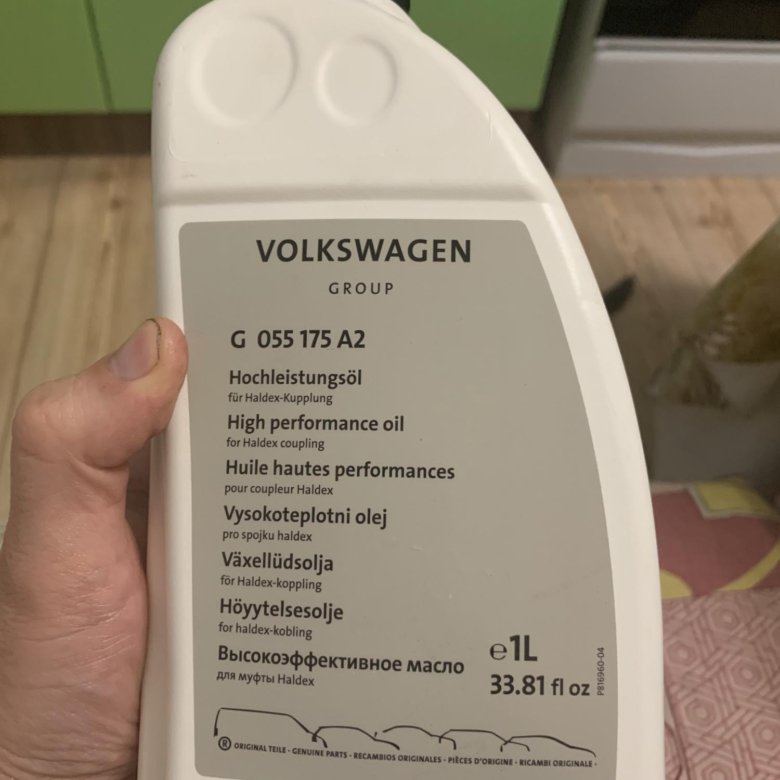 VOLKSWAGEN
GROUP
G 055 175 A2
Hochleistungsöl
für Haldex-Kupplung
High performance oil
for Haldex coupling
Huile hautes performances
pour coupleur Haldex
Vysokoteplotni olej
pro spojku haldex
Växellüdsolja
för Haldex-koppling
Höyytelsesolje
for haldex-kobling
Высокоэффективное масло
для муфты Haldex
e1L
33.81 fl oz
P816960-04
® ORIGINAL TEILE - GENUINE PARTS - RECAMBIOS ORIGINALES - PIÈCES D'ORIGINE - RICAMBI ORIGINALE -